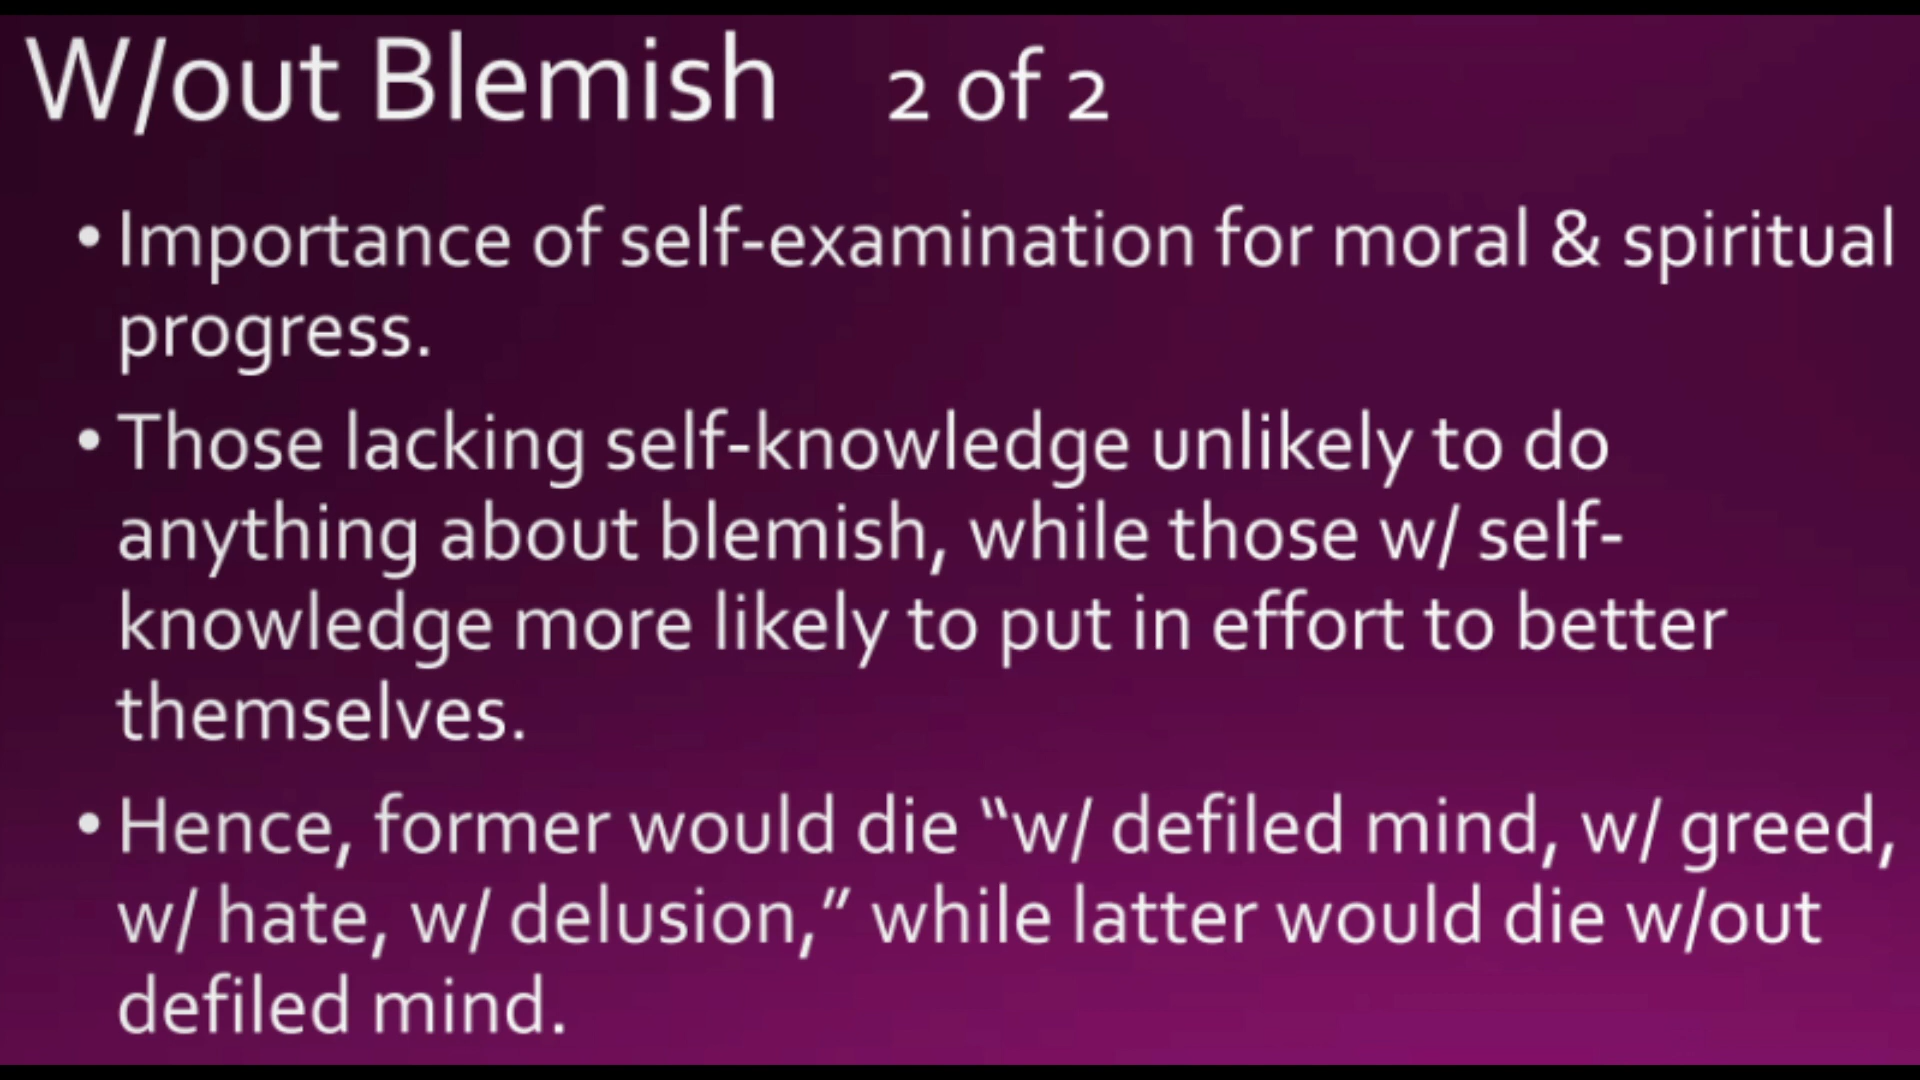 W/out Blemish 2 of 2
• Importance of self-examination for moral & spiritual
progress.
• Those lacking self-knowledge unlikely to do
anything about blemish, while those w/ self-
knowledge more likely to put in effort to better
themselves.
• Hence, former would die “w/ defiled mind, w/ greed,
w/ hate, w/ delusion,” while latter would die w/out
defiled mind.